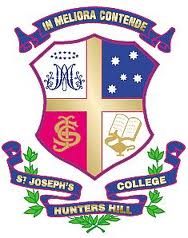 IN MELIORA CONTENDE
ST JOSEPH'S
COLLEGE
HUNTERS HILL